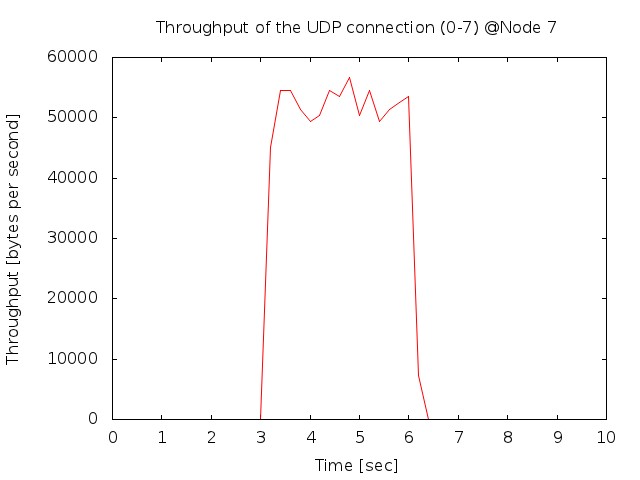 Throughput of the UDP connection (0-7) @Node 7
60000
50000
40000
30000
20000
10000
0
Throughput [bytes per second]
0 1 2 3 4 5 6 7 8 9 10
Time [sec]